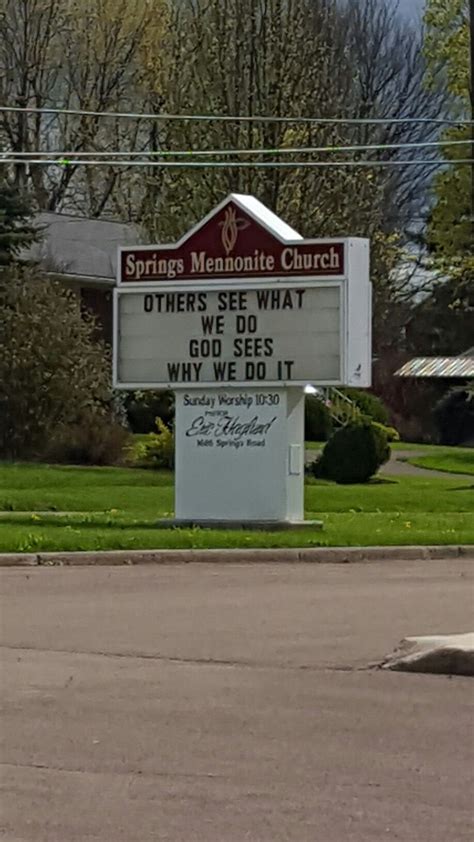 Springs Mennonite Church
OTHERS SEE WHAT
WE DO
GOD SEES
WHY WE DO IT
Sunday Worship 10:30
Springs Road